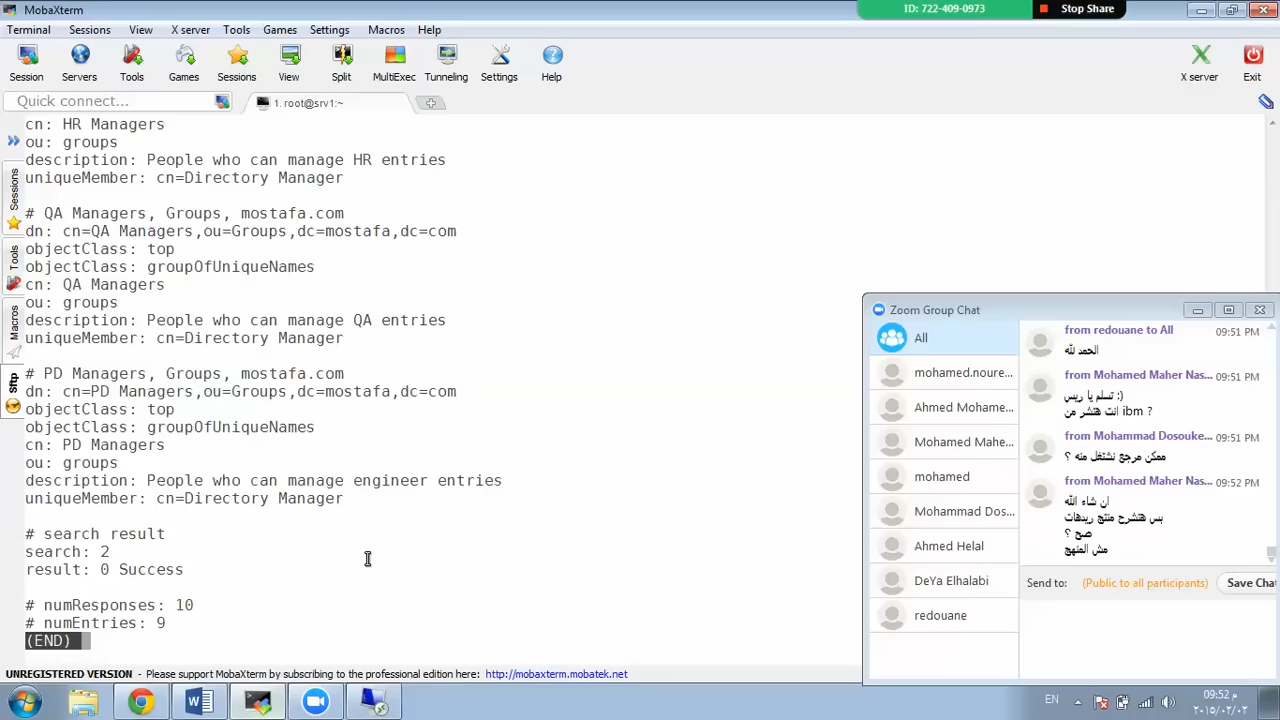 MobaXterm
ID: 722-409-0973
Stop Share
Terminal Sessions View X server Tools Games Settings Macros Help
Session Servers Tools Games Sessions View Split MultiExec Tunneling Settings Help X server Exit
Quick connect...
1. root@srv1:~
Sessions
Tools
Macros
Sftp
cn: HR Managers
ou: groups
description: People who can manage HR entries
uniqueMember: cn=Directory Manager
# QA Managers, Groups, mostafa.com
dn: cn=QA Managers,ou=Groups,dc=mostafa,dc=com
objectClass: top
objectClass: groupOfUniqueNames
cn: QA Managers
ou: groups
description: People who can manage QA entries
uniqueMember: cn=Directory Manager
# PD Managers, Groups, mostafa.com
dn: cn=PD Managers,ou=Groups,dc=mostafa,dc=com
objectClass: top
objectClass: groupOfUniqueNames
cn: PD Managers
ou: groups
description: People who can manage engineer entries
uniqueMember: cn=Directory Manager
# search result
search: 2
result: 0 Success
# numResponses: 10
# numEntries: 9
(END)
UNREGISTERED VERSION - Please support MobaXterm by subscribing to the professional edition here: http://mobaxterm.mobatek.net
Zoom Group Chat
All
mohamed.noure...
Ahmed Mohame...
Mohamed Mahe...
mohamed
Mohammad Dos...
Ahmed Helal
DeYa Elhalabi
redouane
from redouane to All 09:51 PM
الحمد لله
from Mohamed Maher Nas... 09:51 PM
تسلم يا ريس :)
انت هتشر من ibm ?
from Mohammad Dosouke... 09:51 PM
ممكن مرجع نشتغل منه ؟
from Mohamed Maher Nas... 09:52 PM
ان شاء الله
بس هتشرح منتج ريدهات
صح ؟
مش المنهج
Send to: (Public to all participants) Save Cha
EN
09:52 م
٢٠١٥/٠٢/٠٢